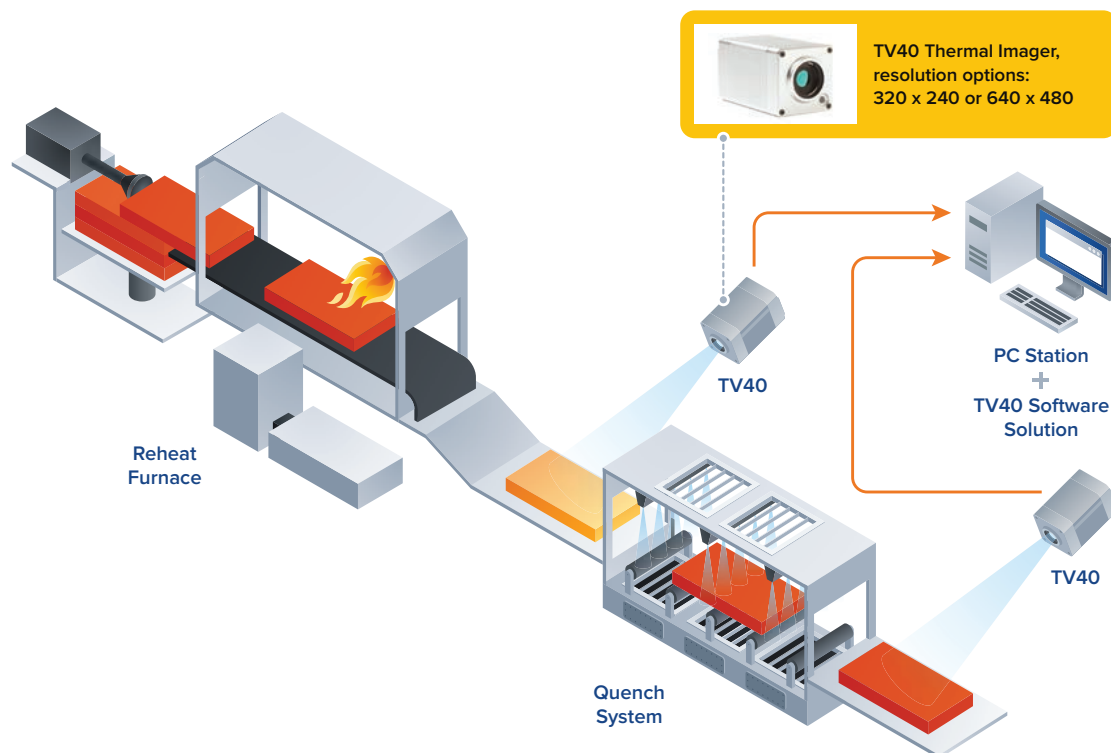 TV40 Thermal Imager,
resolution options:
320 x 240 or 640 x 480
TV40
PC Station
+
TV40 Software
Solution
Reheat
Furnace
TV40
Quench
System